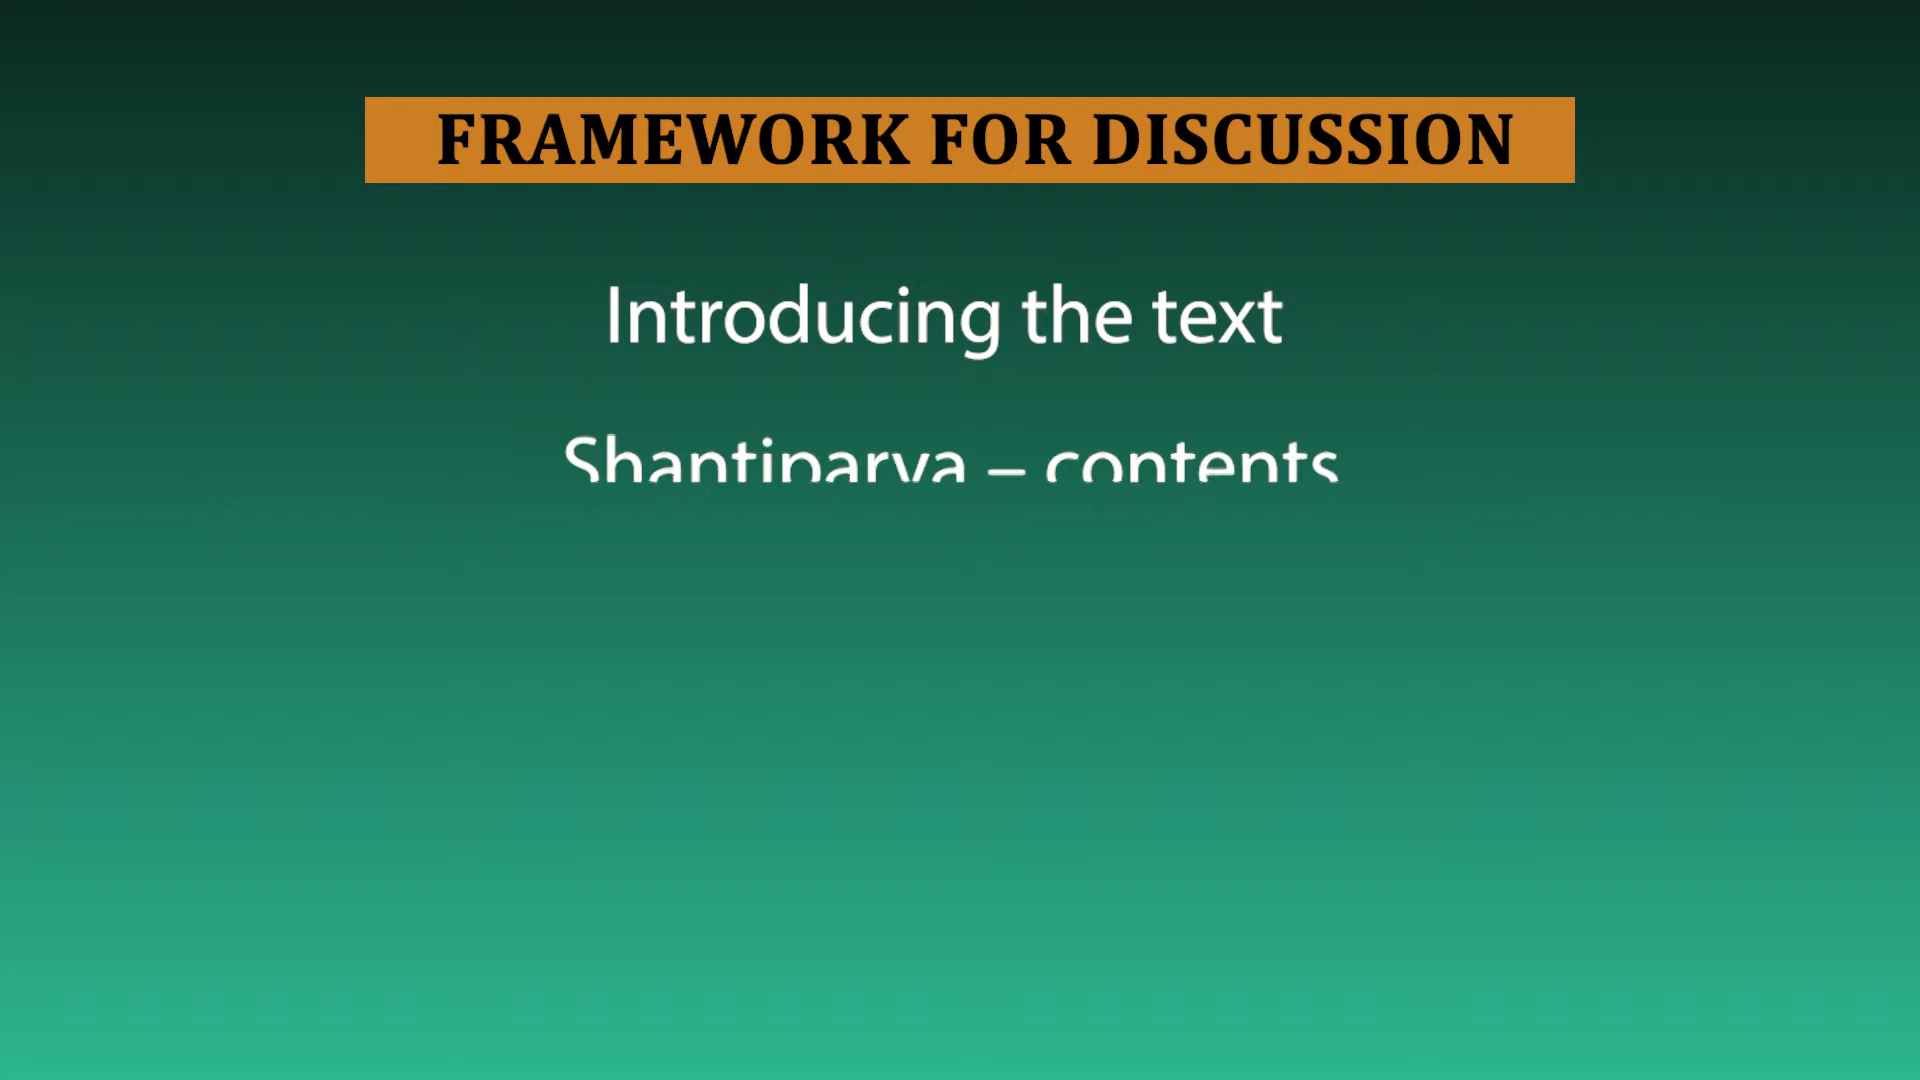 FRAMEWORK FOR DISCUSSION
Introducing the text
Shantiparva – contents